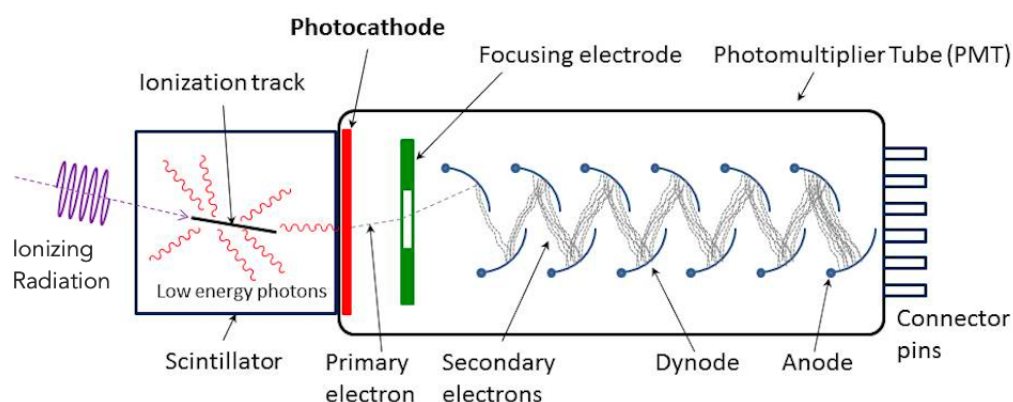 Photocathode
Focusing electrode
Photomultiplier Tube (PMT)
Ionization track
Ionizing
Radiation
Low energy photons
Scintillator
Primary
electron
Secondary
electrons
Dynode
Anode
Connector
pins